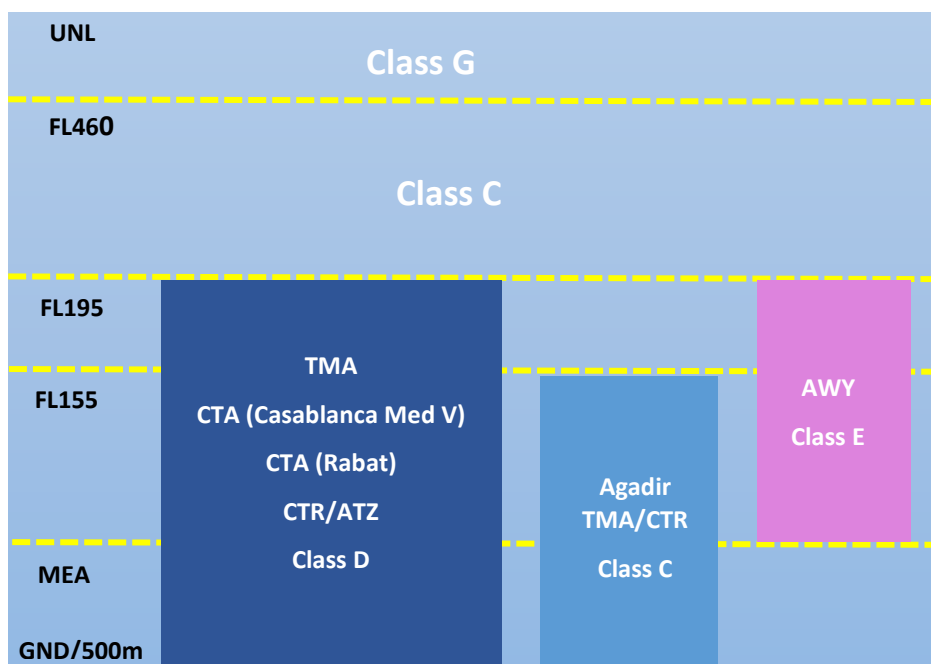 UNL
Class G
FL460
Class C
FL195
FL155
MEA
GND/500m
TMA
CTA (Casablanca Med V)
CTA (Rabat)
CTR/ATZ
Class D
Agadir
TMA/CTR
Class C
AWY
Class E